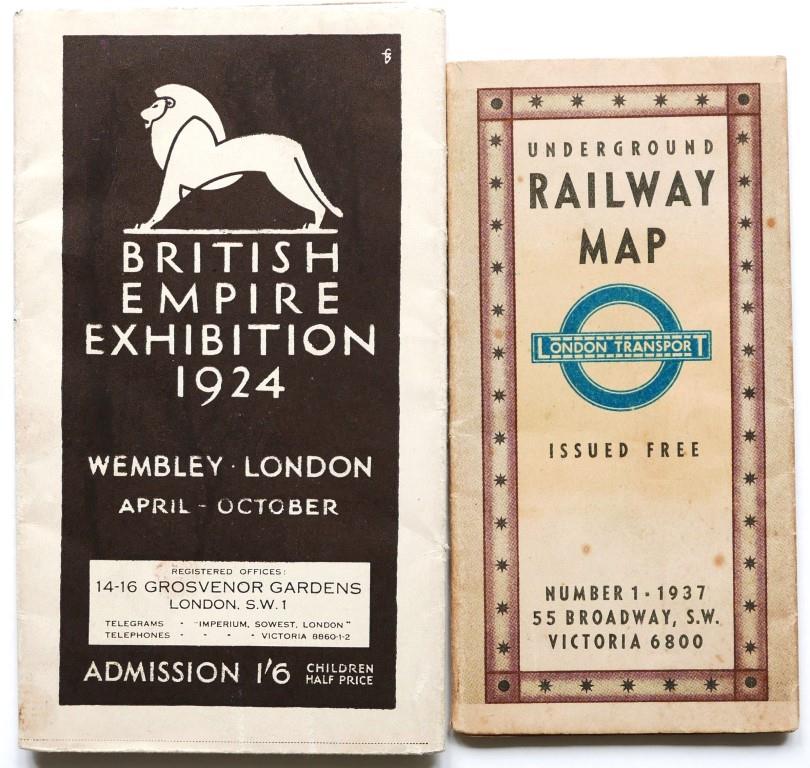 BRITISH
EMPIRE
EXHIBITION
1924
WEMBLEY · LONDON
APRIL - OCTOBER
REGISTERED OFFICES:
14-16 GROSVENOR GARDENS
LONDON. S.W.1
TELEGRAMS - "IMPERIUM, SOWEST, LONDON"
TELEPHONES - - - - VICTORIA 8860-1-2
ADMISSION 1'6 CHILDREN
HALF PRICE
UNDERGROUND
RAILWAY
MAP
LONDON TRANSPORT
ISSUED FREE
NUMBER 1 · 1937
55 BROADWAY, S.W.
VICTORIA 6800